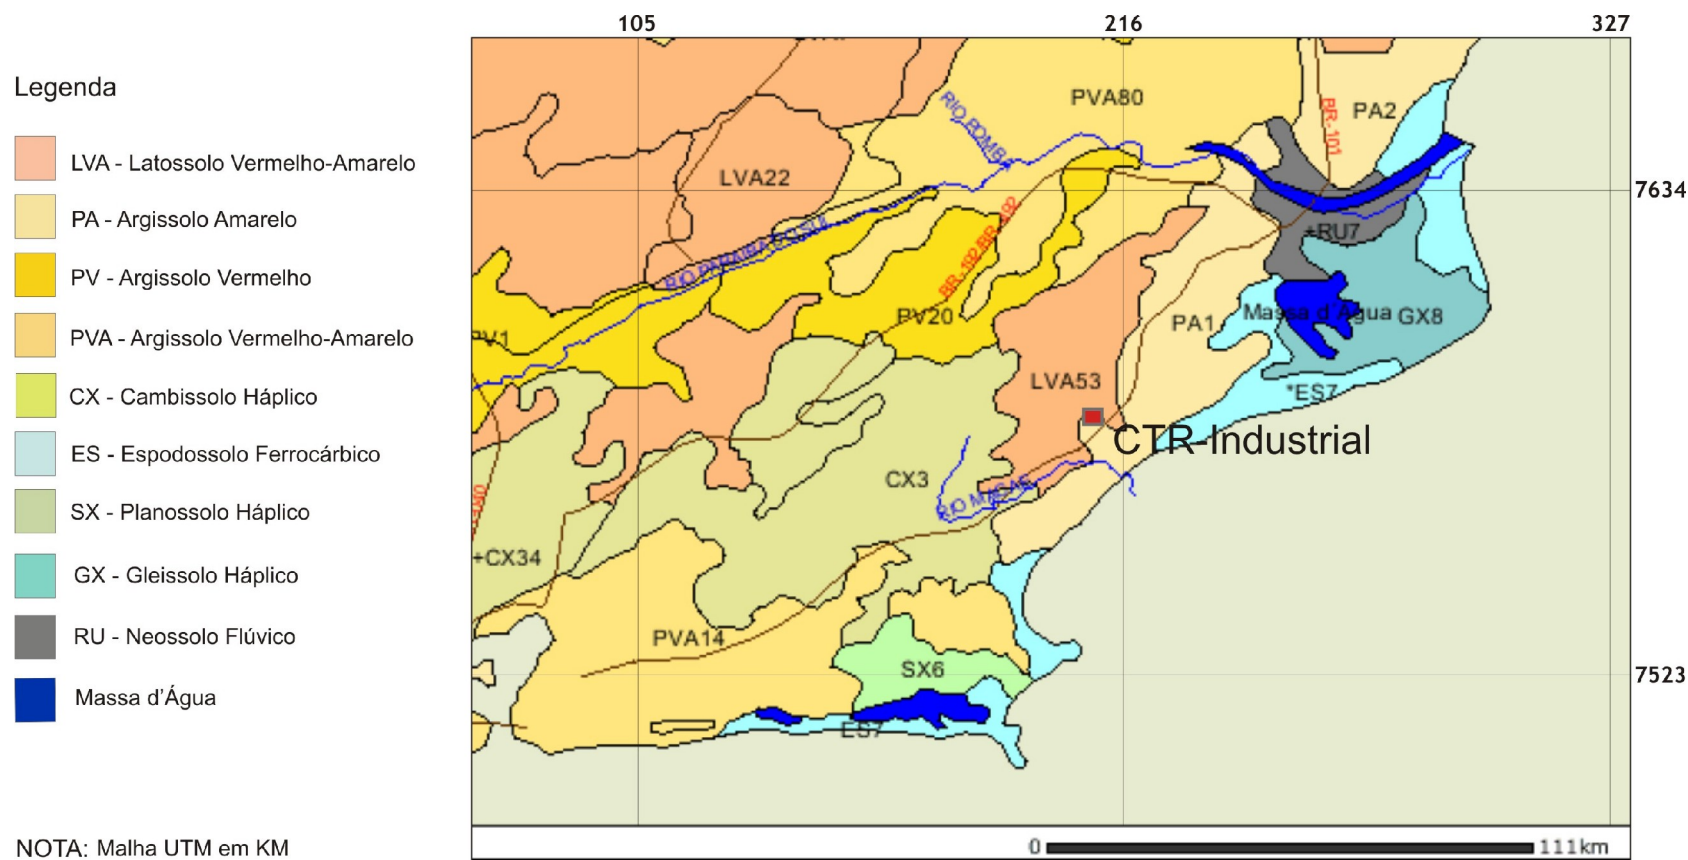 105 216 327
Legenda
LVA - Latossolo Vermelho-Amarelo
PA - Argissolo Amarelo
PV - Argissolo Vermelho
PVA - Argissolo Vermelho-Amarelo
CX - Cambissolo Háplico
ES - Espodossolo Ferrocárbico
SX - Planossolo Háplico
GX - Gleissolo Háplico
RU - Neossolo Flúvico
Massa d'Água
NOTA: Malha UTM em KM
PVA80
PA2
BR-101
RIO POMBA
LVA22
7634
RIO PARAIBA DO SUL
BR-192/BR-492
+RU7
PV1
PV20
PA1
Massa d'Agua
GX8
LVA53
*ES7
CTR-Industrial
CX3
RIO MACAE
+CX34
PVA14
SX6
7523
ES7
0 111km